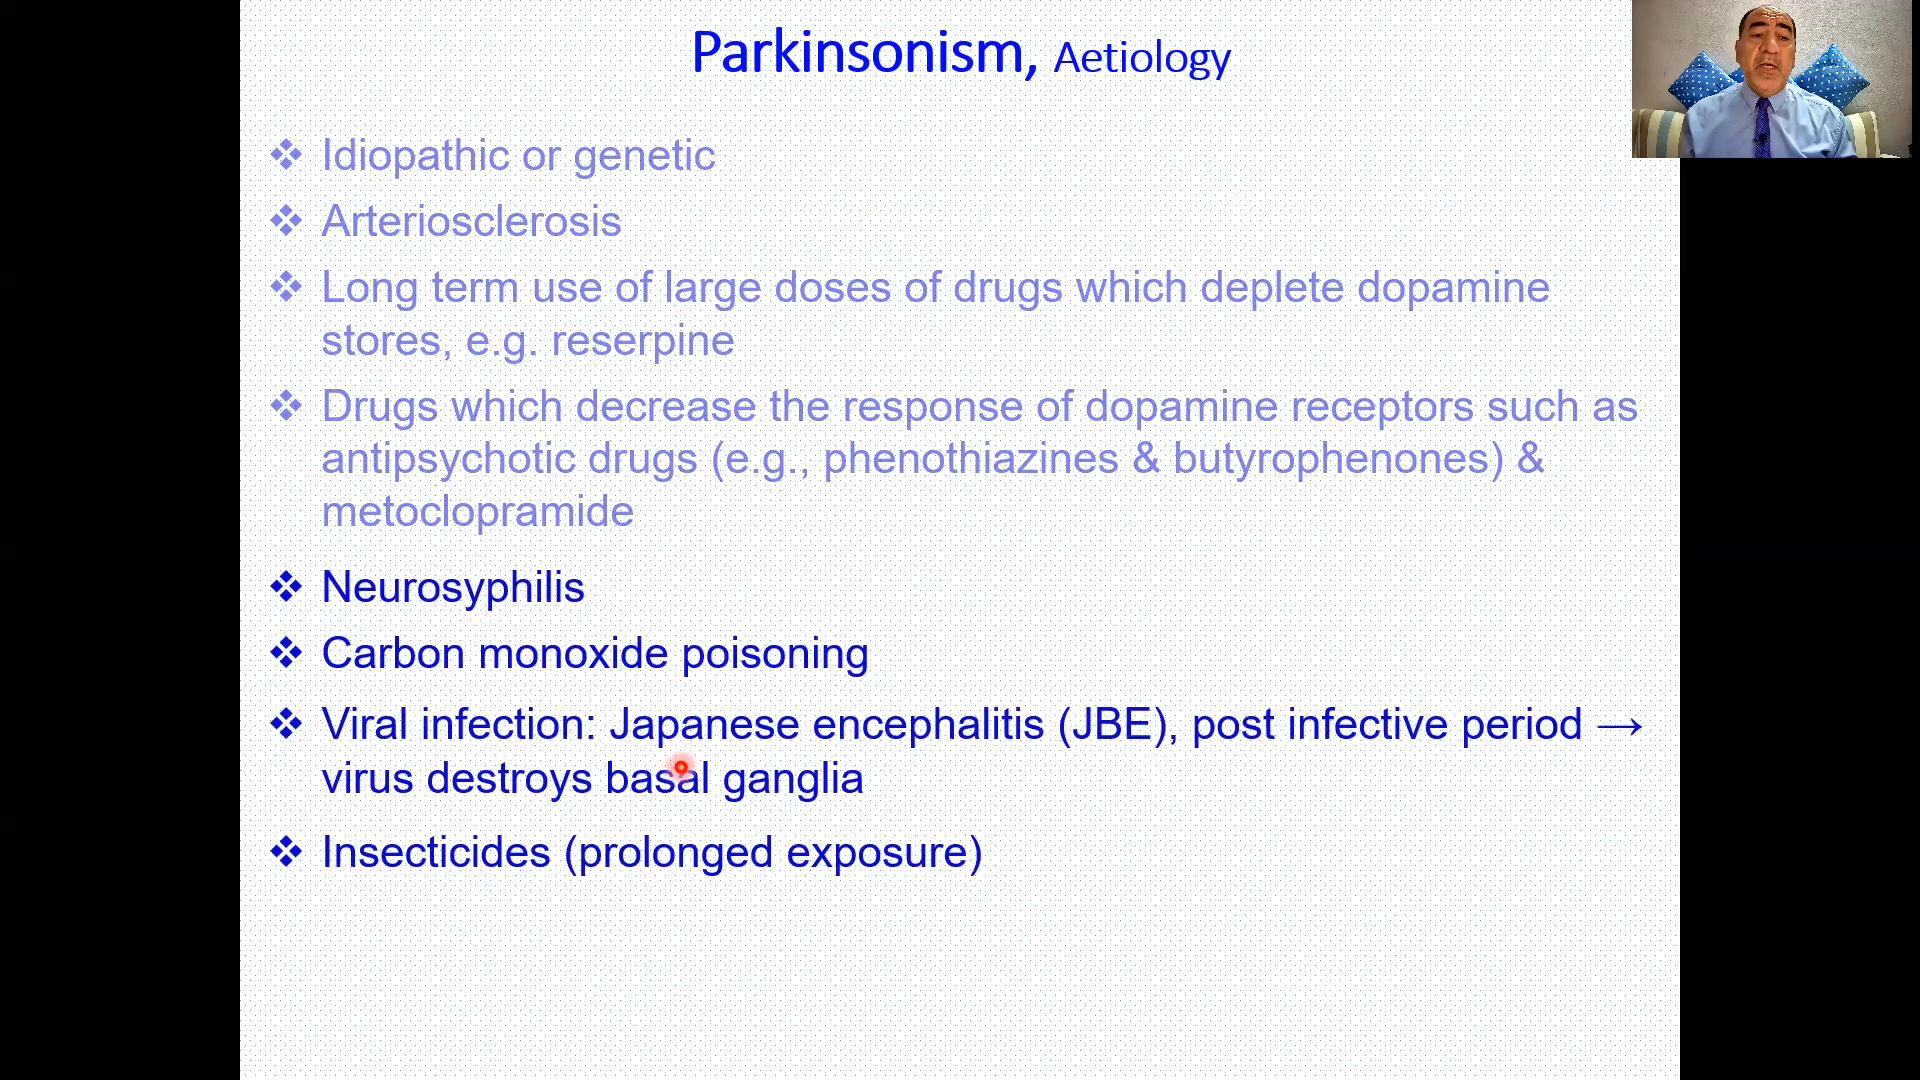 Parkinsonism, Aetiology
❖ Idiopathic or genetic
❖ Arteriosclerosis
❖ Long term use of large doses of drugs which deplete dopamine
stores, e.g. reserpine
❖ Drugs which decrease the response of dopamine receptors such as
antipsychotic drugs (e.g., phenothiazines & butyrophenones) &
metoclopramide
❖ Neurosyphilis
❖ Carbon monoxide poisoning
❖ Viral infection: Japanese encephalitis (JBE), post infective period →
virus destroys basal ganglia
❖ Insecticides (prolonged exposure)